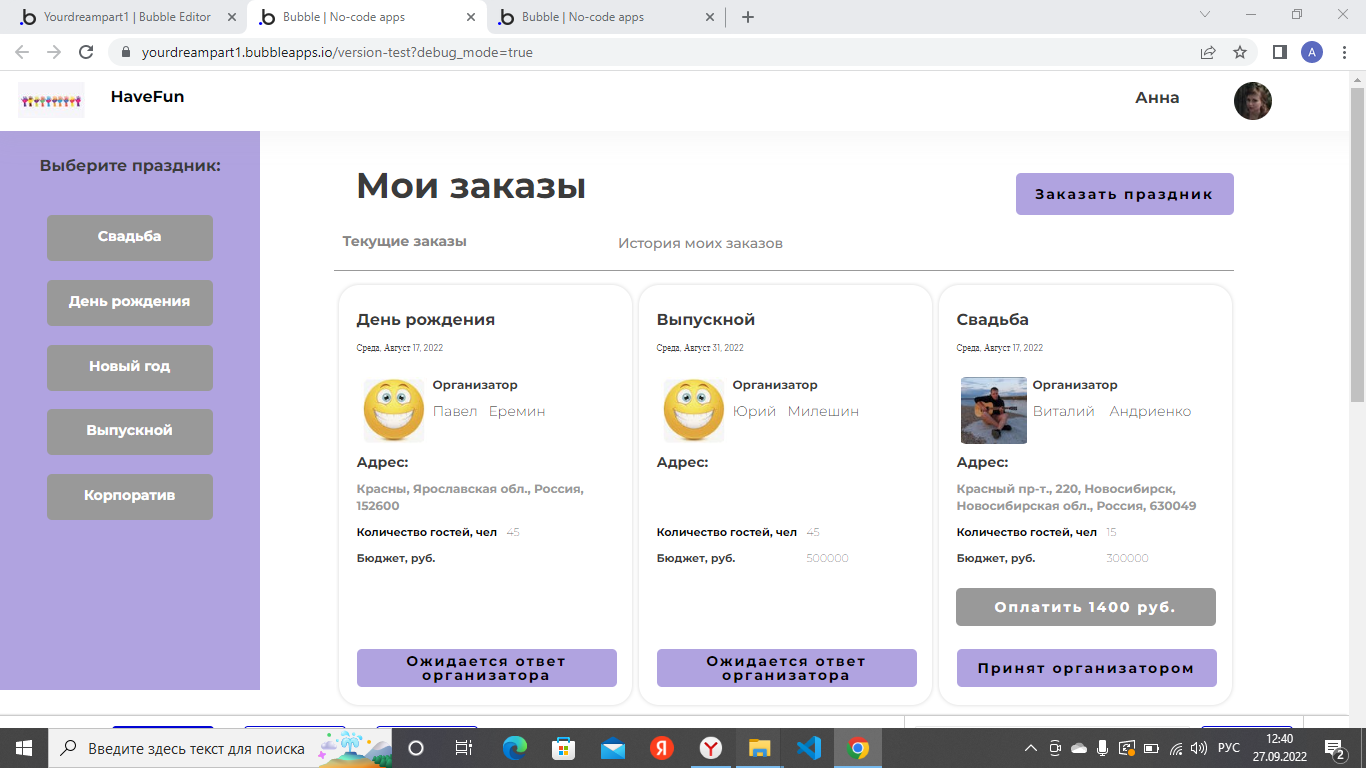 Yourdreampart1 | Bubble Editor
Bubble | No-code apps
Bubble | No-code apps
yourdreampart1.bubbleapps.io/version-test?debug_mode=true
A
HaveFun
Анна
Выберите праздник:
Свадьба
День рождения
Новый год
Выпускной
Корпоратив
Мои заказы
Заказать праздник
Текущие заказы
История моих заказов
День рождения
Среда, Август 17, 2022
Организатор
Павел Еремин
Адрес:
Красны, Ярославская обл., Россия,
152600
Количество гостей, чел 45
Бюджет, руб.
Ожидается ответ
организатора
Выпускной
Среда, Август 31, 2022
Организатор
Юрий Милешин
Адрес:
Количество гостей, чел 45
Бюджет, руб. 500000
Ожидается ответ
организатора
Свадьба
Среда, Август 17, 2022
Организатор
Виталий Андриенко
Адрес:
Красный пр-т., 220, Новосибирск,
Новосибирская обл., Россия, 630049
Количество гостей, чел 15
Бюджет, руб. 300000
Оплатить 1400 руб.
Принят организатором
Введите здесь текст для поиска
РУС
12:40
27.09.2022
2